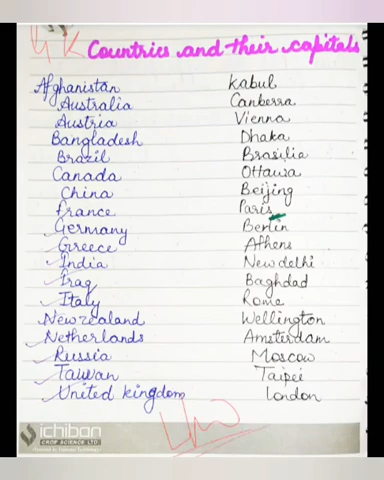 G K Countries and their capitals
Afghanistan Kabul
Australia Canberra
Austria Vienna
Bangladesh Dhaka
Brazil Brasilia
Canada Ottawa
China Beijing
france Paris
Germany Berlin
Greece Athens
India New delhi
Iraq Baghdad
Italy Rome
New zealand Wellington
Netherlands Amsterdam
Russia Moscow
Taiwan Taipei
United kingdom London
ichiban
CROP SCIENCE LTD.